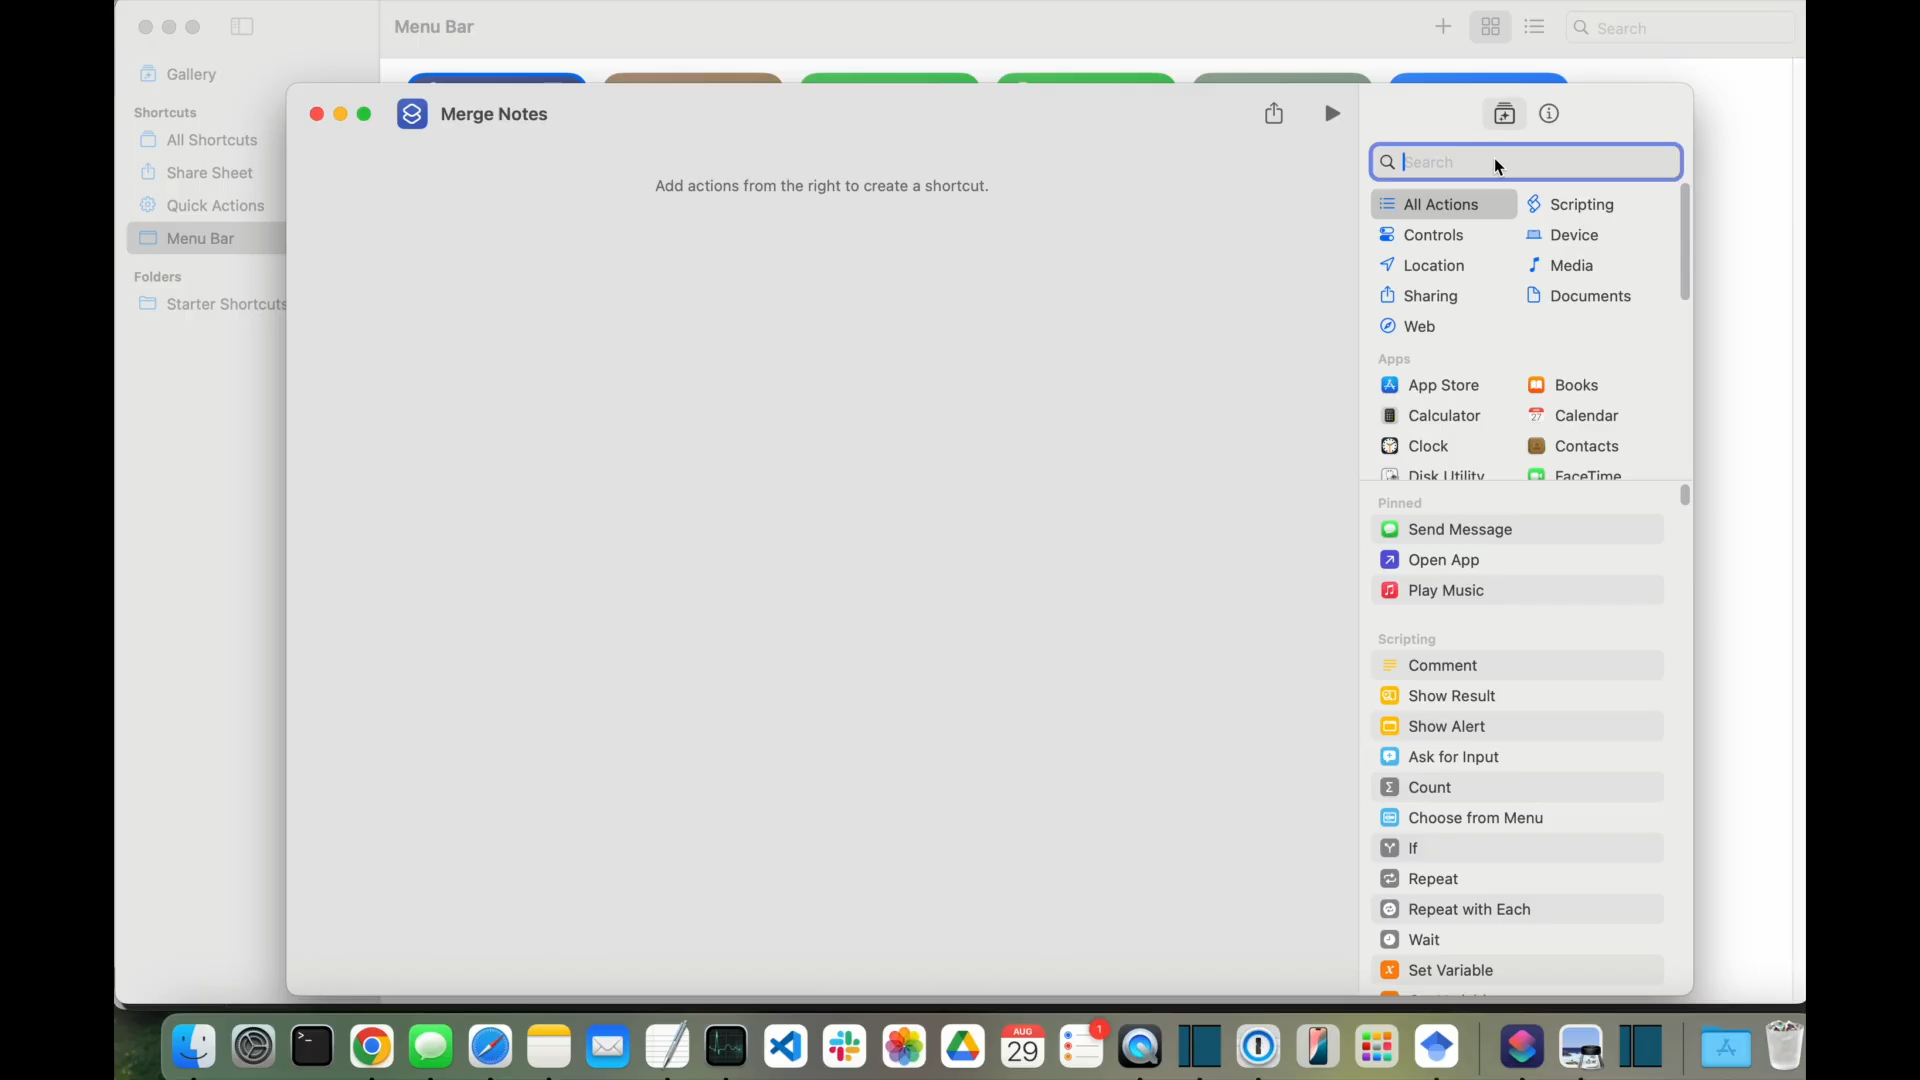 Menu Bar
Search
Gallery
Shortcuts
All Shortcuts
Share Sheet
Quick Actions
Menu Bar
Folders
Starter Shortcuts
Merge Notes
Add actions from the right to create a shortcut.
Search
All Actions
Scripting
Controls
Device
Location
Media
Sharing
Documents
Web
Apps
App Store
Books
Calculator
Calendar
Clock
Contacts
Disk Utility
FaceTime
Pinned
Send Message
Open App
Play Music
Scripting
Comment
Show Result
Show Alert
Ask for Input
Count
Choose from Menu
If
Repeat
Repeat with Each
Wait
Set Variable
AUG
29
1